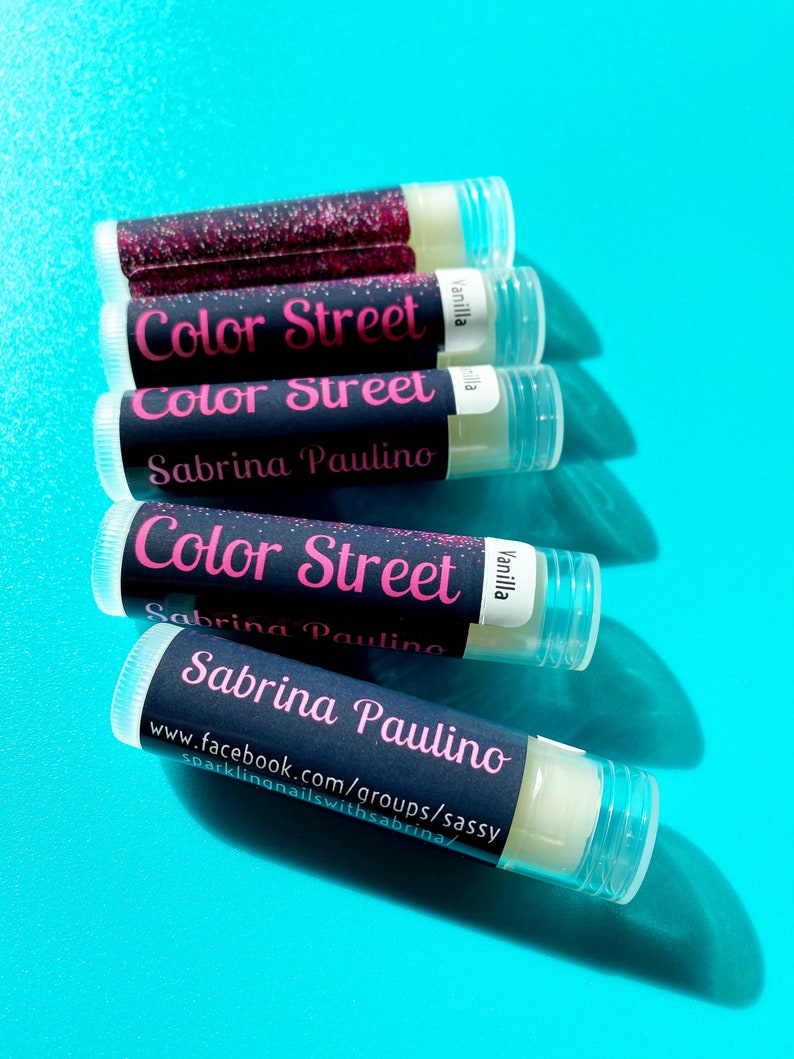 Color Street
Vanilla
Color Street
Vanilla
Sabrina Paulino
Color Street
Vanilla
Sabrina Paulino
Sabrina Paulino
www.facebook.com/groups/sassy
sparklingnailswithsabrina/